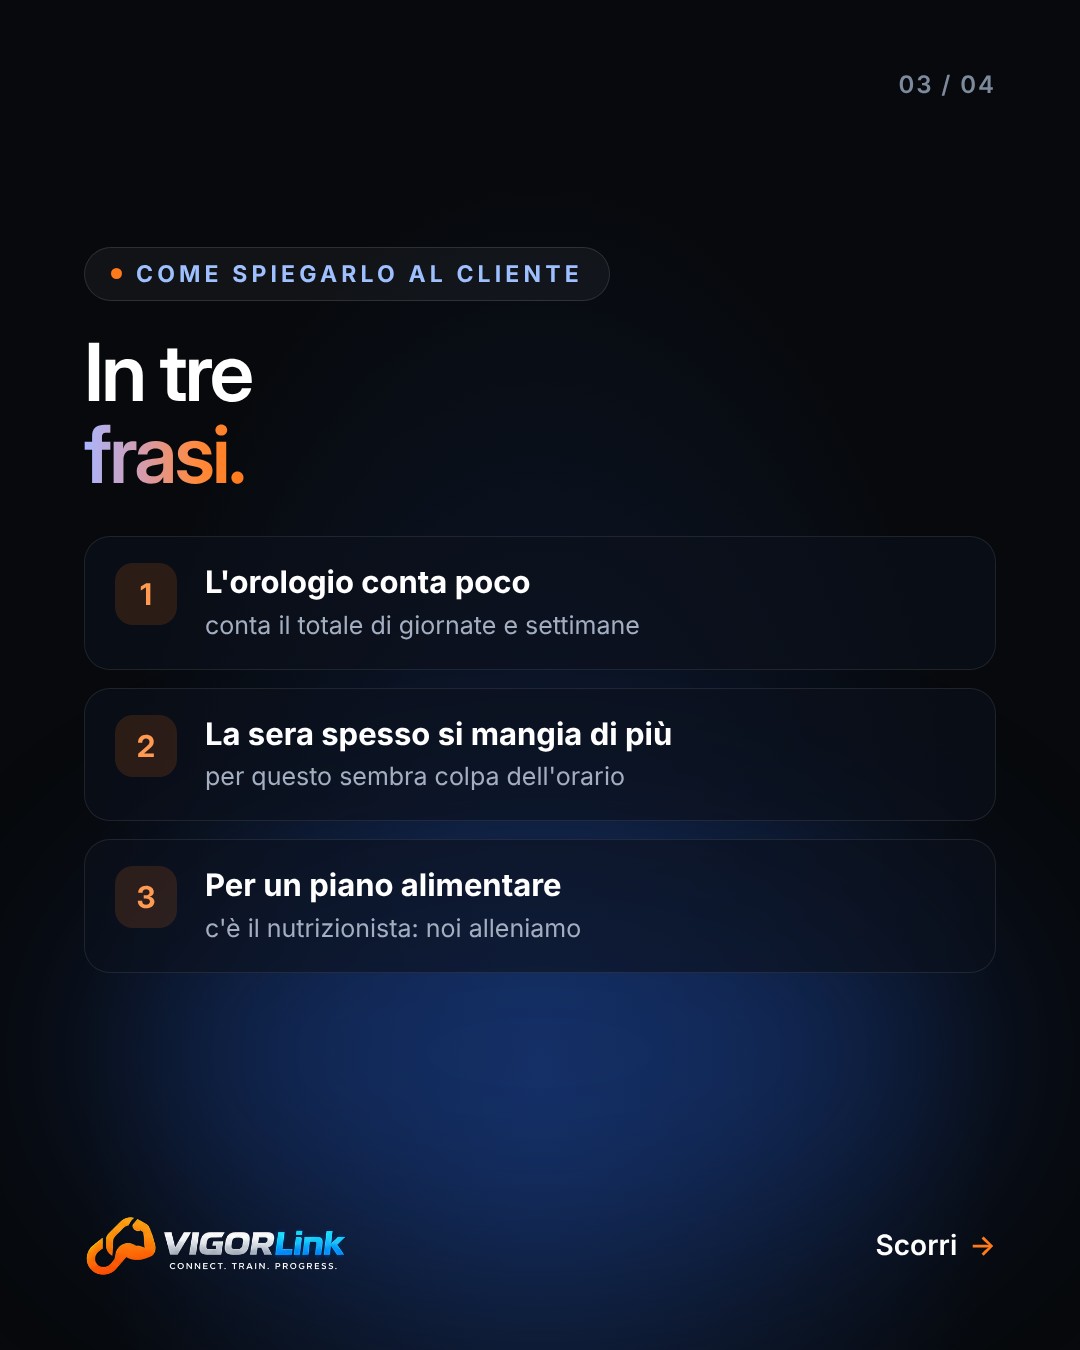 03 / 04
COME SPIEGARLO AL CLIENTE
In tre
frasi.
1
L'orologio conta poco
conta il totale di giornate e settimane
2
La sera spesso si mangia di più
per questo sembra colpa dell'orario
3
Per un piano alimentare
c'è il nutrizionista: noi alleniamo
VIGORLink
CONNECT. TRAIN. PROGRESS.
Scorri →